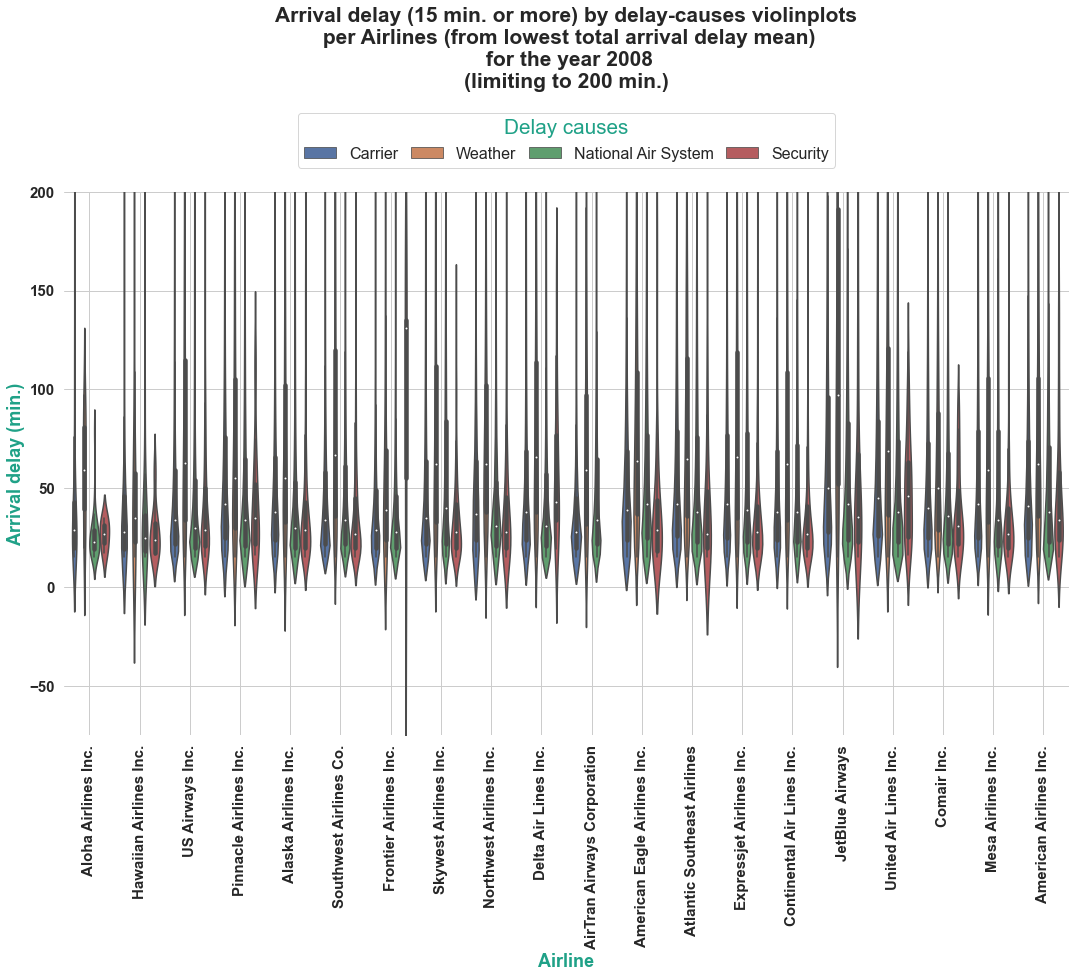 Arrival delay (15 min. or more) by delay-causes violinplots
per Airlines (from lowest total arrival delay mean)
for the year 2008
(limiting to 200 min.)
Delay causes
Carrier Weather National Air System Security
200
150
100
50
0
−50
Arrival delay (min.)
Aloha Airlines Inc.
Hawaiian Airlines Inc.
US Airways Inc.
Pinnacle Airlines Inc.
Alaska Airlines Inc.
Southwest Airlines Co.
Frontier Airlines Inc.
Skywest Airlines Inc.
Northwest Airlines Inc.
Delta Air Lines Inc.
AirTran Airways Corporation
American Eagle Airlines Inc.
Atlantic Southeast Airlines
Expressjet Airlines Inc.
Continental Air Lines Inc.
JetBlue Airways
United Air Lines Inc.
Comair Inc.
Mesa Airlines Inc.
American Airlines Inc.
Airline